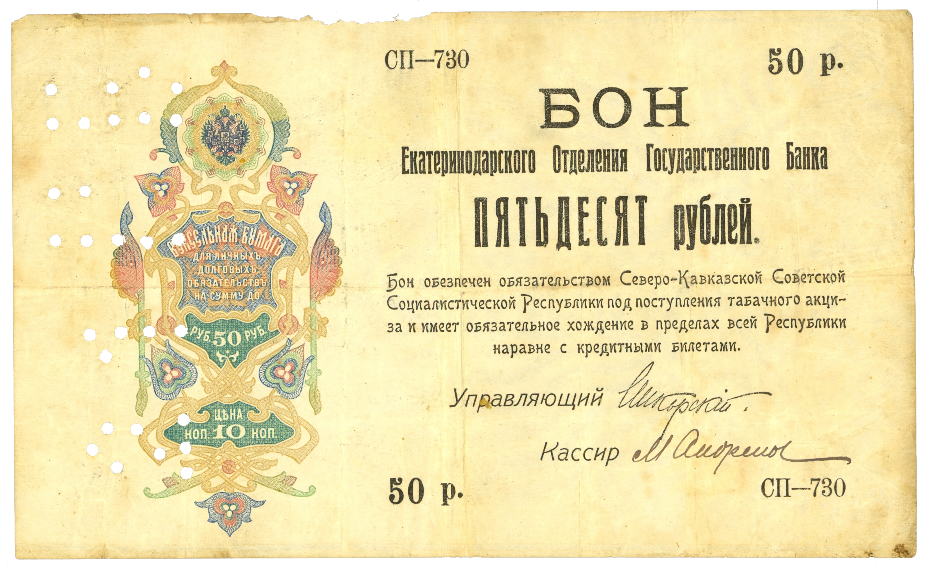 СП—730
50 р.
БОН
Екатеринодарского Отделения Государственного Банка
ПЯТЬДЕСЯТ рублей.
Бон обезпечен обязательством Северо-Кавказской Советской
Социалистической Республики под поступления табачного акци-
за и имеет обязательное хождение в пределах всей Республики
наравне с кредитными билетами.
Управляющий
Кассир
50 р.
СП—730
ВЕКСЕЛЬНАЯ БУМАГА
ДЛЯ ЛИЧНЫХЪ
ДОЛГОВЫХЪ
ОБЯЗАТЕЛЬСТВЪ
НА СУММУ ДО
РУБ. 50 РУБ.
ЦѢНА
КОП. 10 КОП.